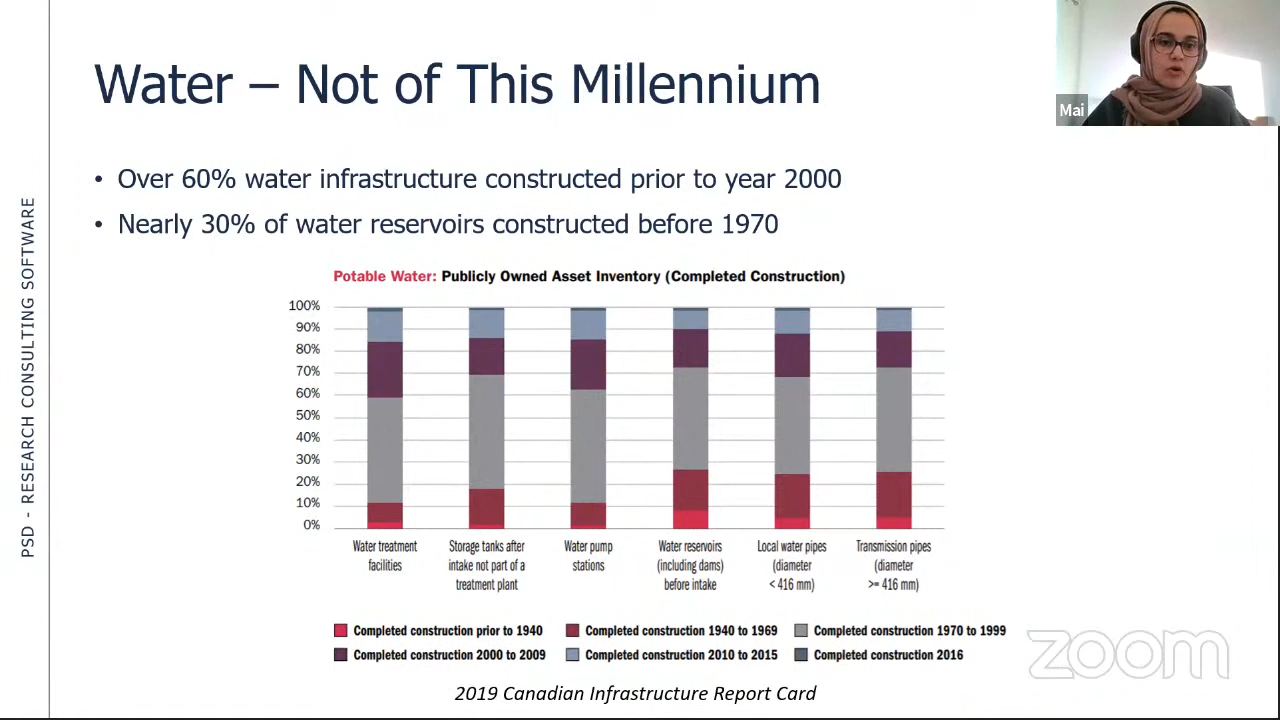 Water – Not of This Millennium
Mai
• Over 60% water infrastructure constructed prior to year 2000
• Nearly 30% of water reservoirs constructed before 1970
PSD - RESEARCH CONSULTING SOFTWARE
Potable Water: Publicly Owned Asset Inventory (Completed Construction)
100%
90%
80%
70%
60%
50%
40%
30%
20%
10%
0%
Water treatment
facilities
Storage tanks after
intake not part of a
treatment plant
Water pump
stations
Water reservoirs
(including dams)
before intake
Local water pipes
(diameter
< 416 mm)
Transmission pipes
(diameter
>= 416 mm)
Completed construction prior to 1940
Completed construction 1940 to 1969
Completed construction 1970 to 1999
Completed construction 2000 to 2009
Completed construction 2010 to 2015
Completed construction 2016
zoom
2019 Canadian Infrastructure Report Card